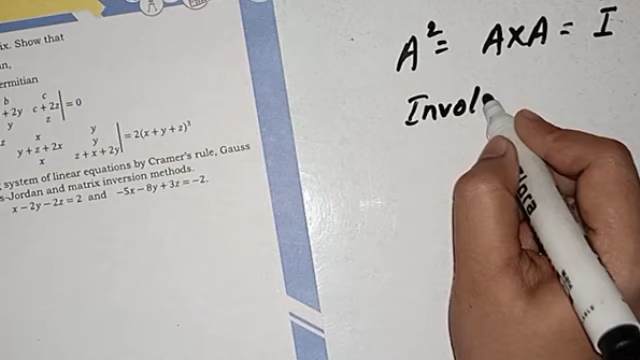 ix. Show that
n,
ermitian
b c
+ 2y c + 2z | = 0
y z
z x y
y + z + 2x y | = 2(x + y + z)³
x z + x + 2y
system of linear equations by Cramer's rule, Gauss
s-Jordan and matrix inversion methods.
x − 2y − 2z = 2 and −5x − 8y + 3z = −2.
A² = A×A = I
Invol